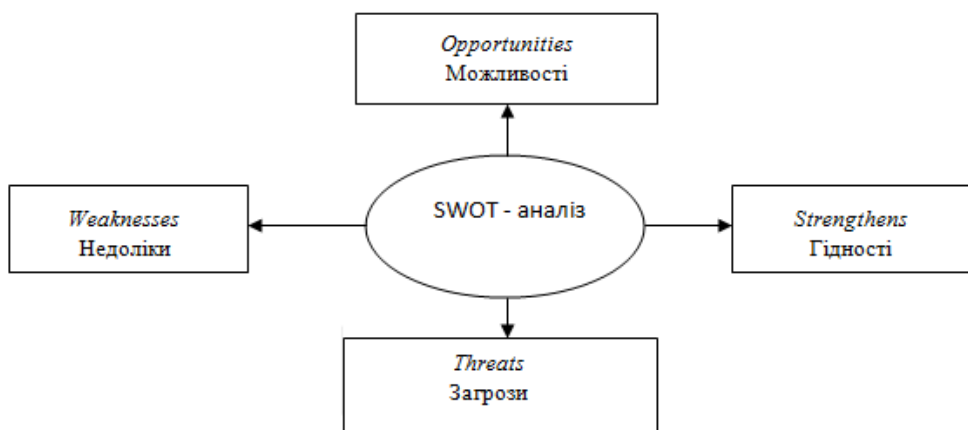 Opportunities
Можливості
SWOT - аналіз
Weaknesses
Недоліки
Strengthens
Гідності
Threats
Загрози